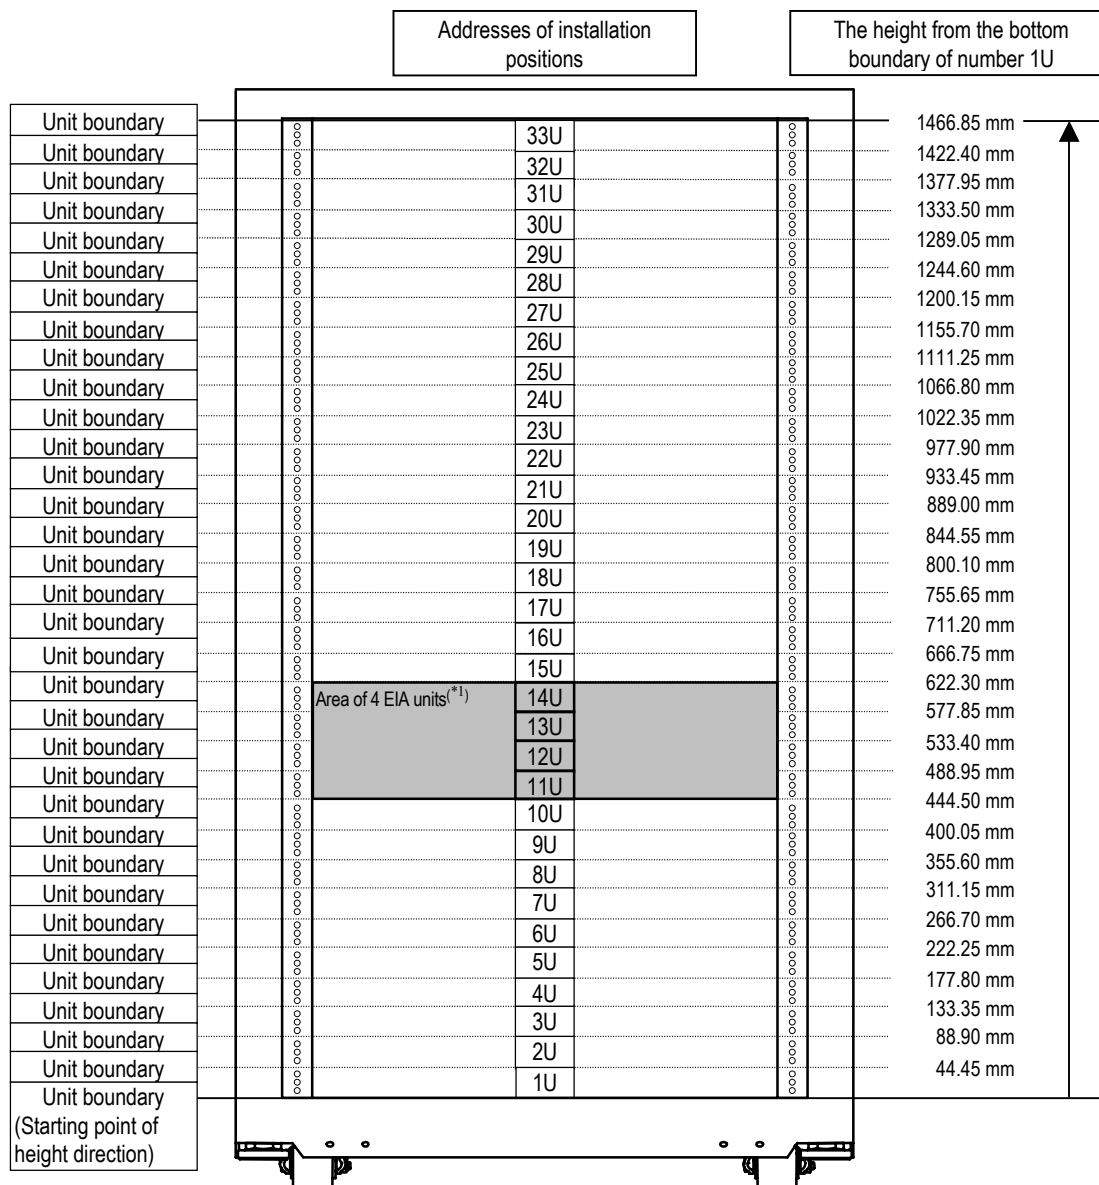 Addresses of installation
positions
The height from the bottom
boundary of number 1U
Unit boundary 1466.85 mm
33U
Unit boundary 1422.40 mm
32U
Unit boundary 1377.95 mm
31U
Unit boundary 1333.50 mm
30U
Unit boundary 1289.05 mm
29U
Unit boundary 1244.60 mm
28U
Unit boundary 1200.15 mm
27U
Unit boundary 1155.70 mm
26U
Unit boundary 1111.25 mm
25U
Unit boundary 1066.80 mm
24U
Unit boundary 1022.35 mm
23U
Unit boundary 977.90 mm
22U
Unit boundary 933.45 mm
21U
Unit boundary 889.00 mm
20U
Unit boundary 844.55 mm
19U
Unit boundary 800.10 mm
18U
Unit boundary 755.65 mm
17U
Unit boundary 711.20 mm
16U
Unit boundary 666.75 mm
15U
Unit boundary 622.30 mm
Area of 4 EIA units(*1) 14U
Unit boundary 577.85 mm
13U
Unit boundary 533.40 mm
12U
Unit boundary 488.95 mm
11U
Unit boundary 444.50 mm
10U
Unit boundary 400.05 mm
9U
Unit boundary 355.60 mm
8U
Unit boundary 311.15 mm
7U
Unit boundary 266.70 mm
6U
Unit boundary 222.25 mm
5U
Unit boundary 177.80 mm
4U
Unit boundary 133.35 mm
3U
Unit boundary 88.90 mm
2U
Unit boundary 44.45 mm
1U
Unit boundary
(Starting point of
height direction)